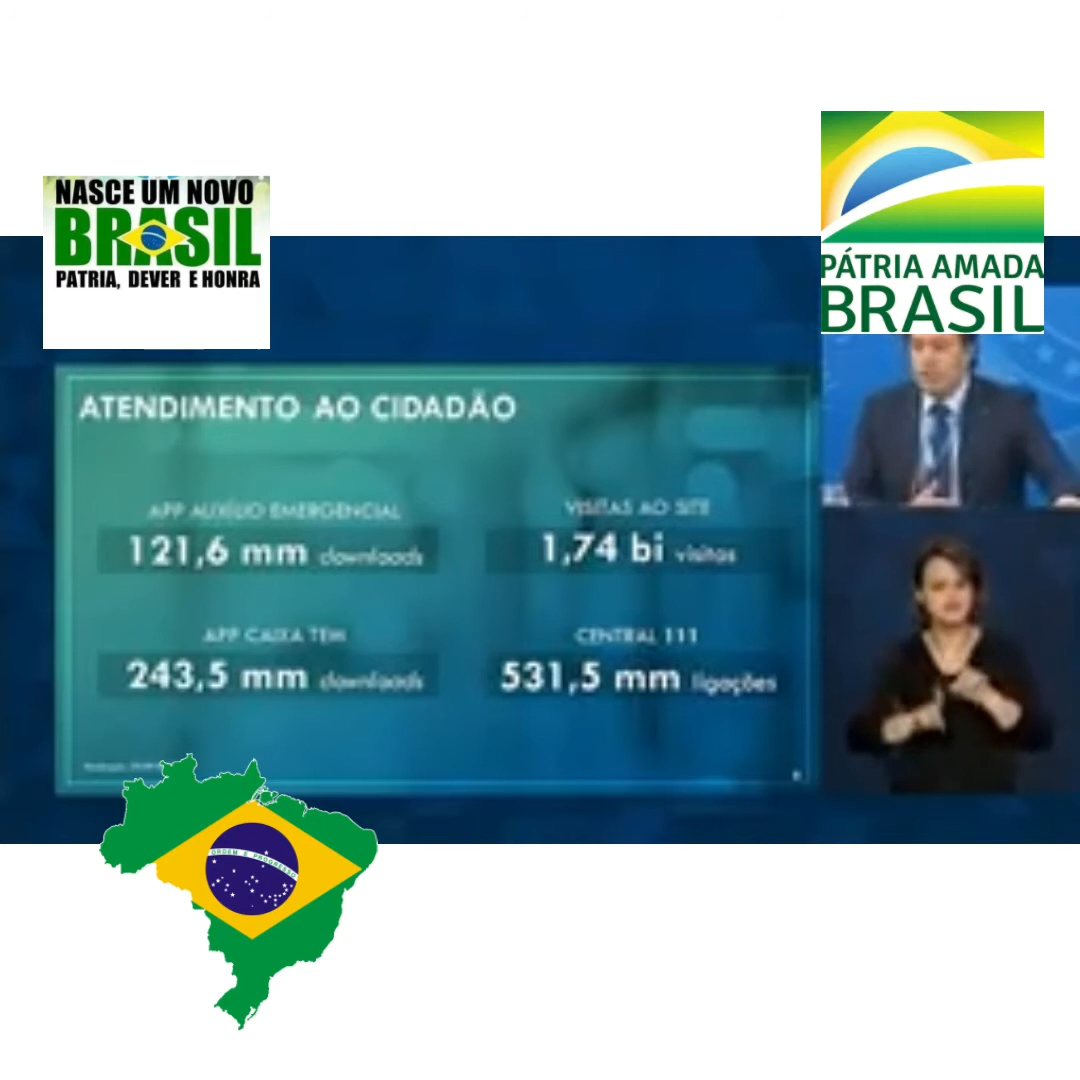 NASCE UM NOVO
BRASIL
PATRIA, DEVER E HONRA
PÁTRIA AMADA
BRASIL
ATENDIMENTO AO CIDADÃO
APP AUXÍLIO EMERGENCIAL
121,6 mm downloads
VISITAS AO SITE
1,74 bi visitas
APP CAIXA TEM
243,5 mm downloads
CENTRAL 111
531,5 mm ligações
ORDEM E PROGRESSO